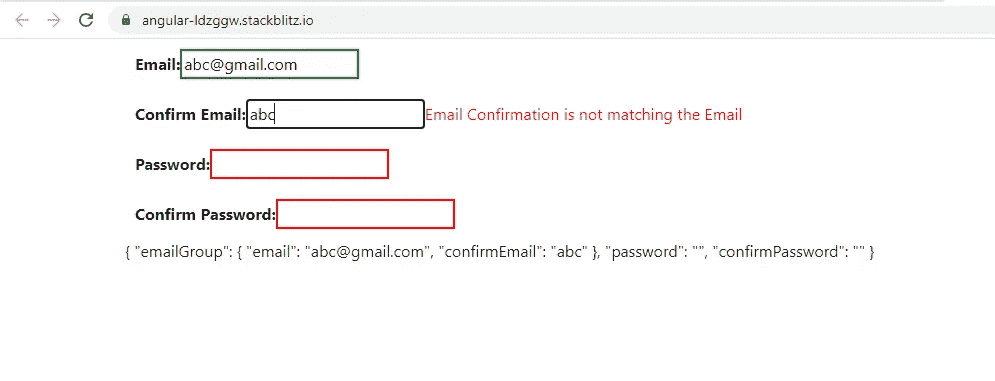 angular-ldzggw.stackblitz.io
Email: abc@gmail.com
Confirm Email: abc Email Confirmation is not matching the Email
Password:
Confirm Password:
{ "emailGroup": { "email": "abc@gmail.com", "confirmEmail": "abc" }, "password": "", "confirmPassword": "" }